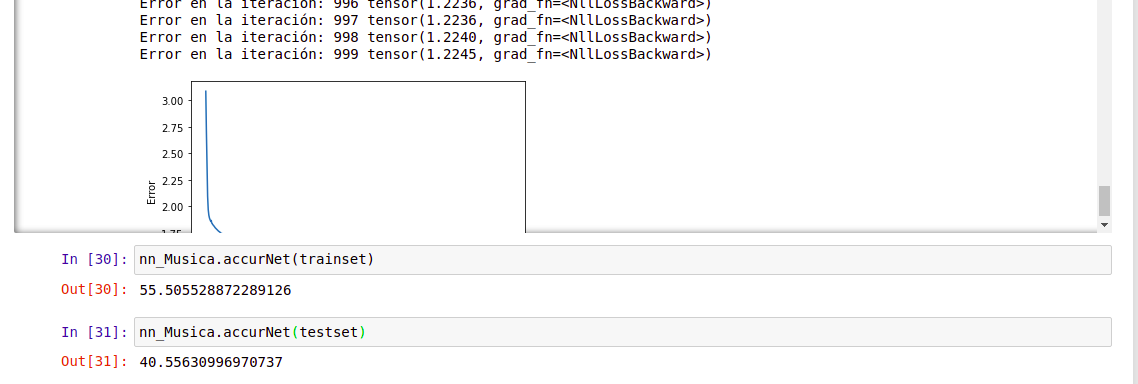 Error en la iteración: 996 tensor(1.2236, grad_fn=<NllLossBackward>)
Error en la iteración: 997 tensor(1.2236, grad_fn=<NllLossBackward>)
Error en la iteración: 998 tensor(1.2240, grad_fn=<NllLossBackward>)
Error en la iteración: 999 tensor(1.2245, grad_fn=<NllLossBackward>)
3.00
2.75
2.50
2.25
2.00
1.75
Error
In [30]: nn_Musica.accurNet(trainset)
Out[30]: 55.505528872289126
In [31]: nn_Musica.accurNet(testset)
Out[31]: 40.55630996970737